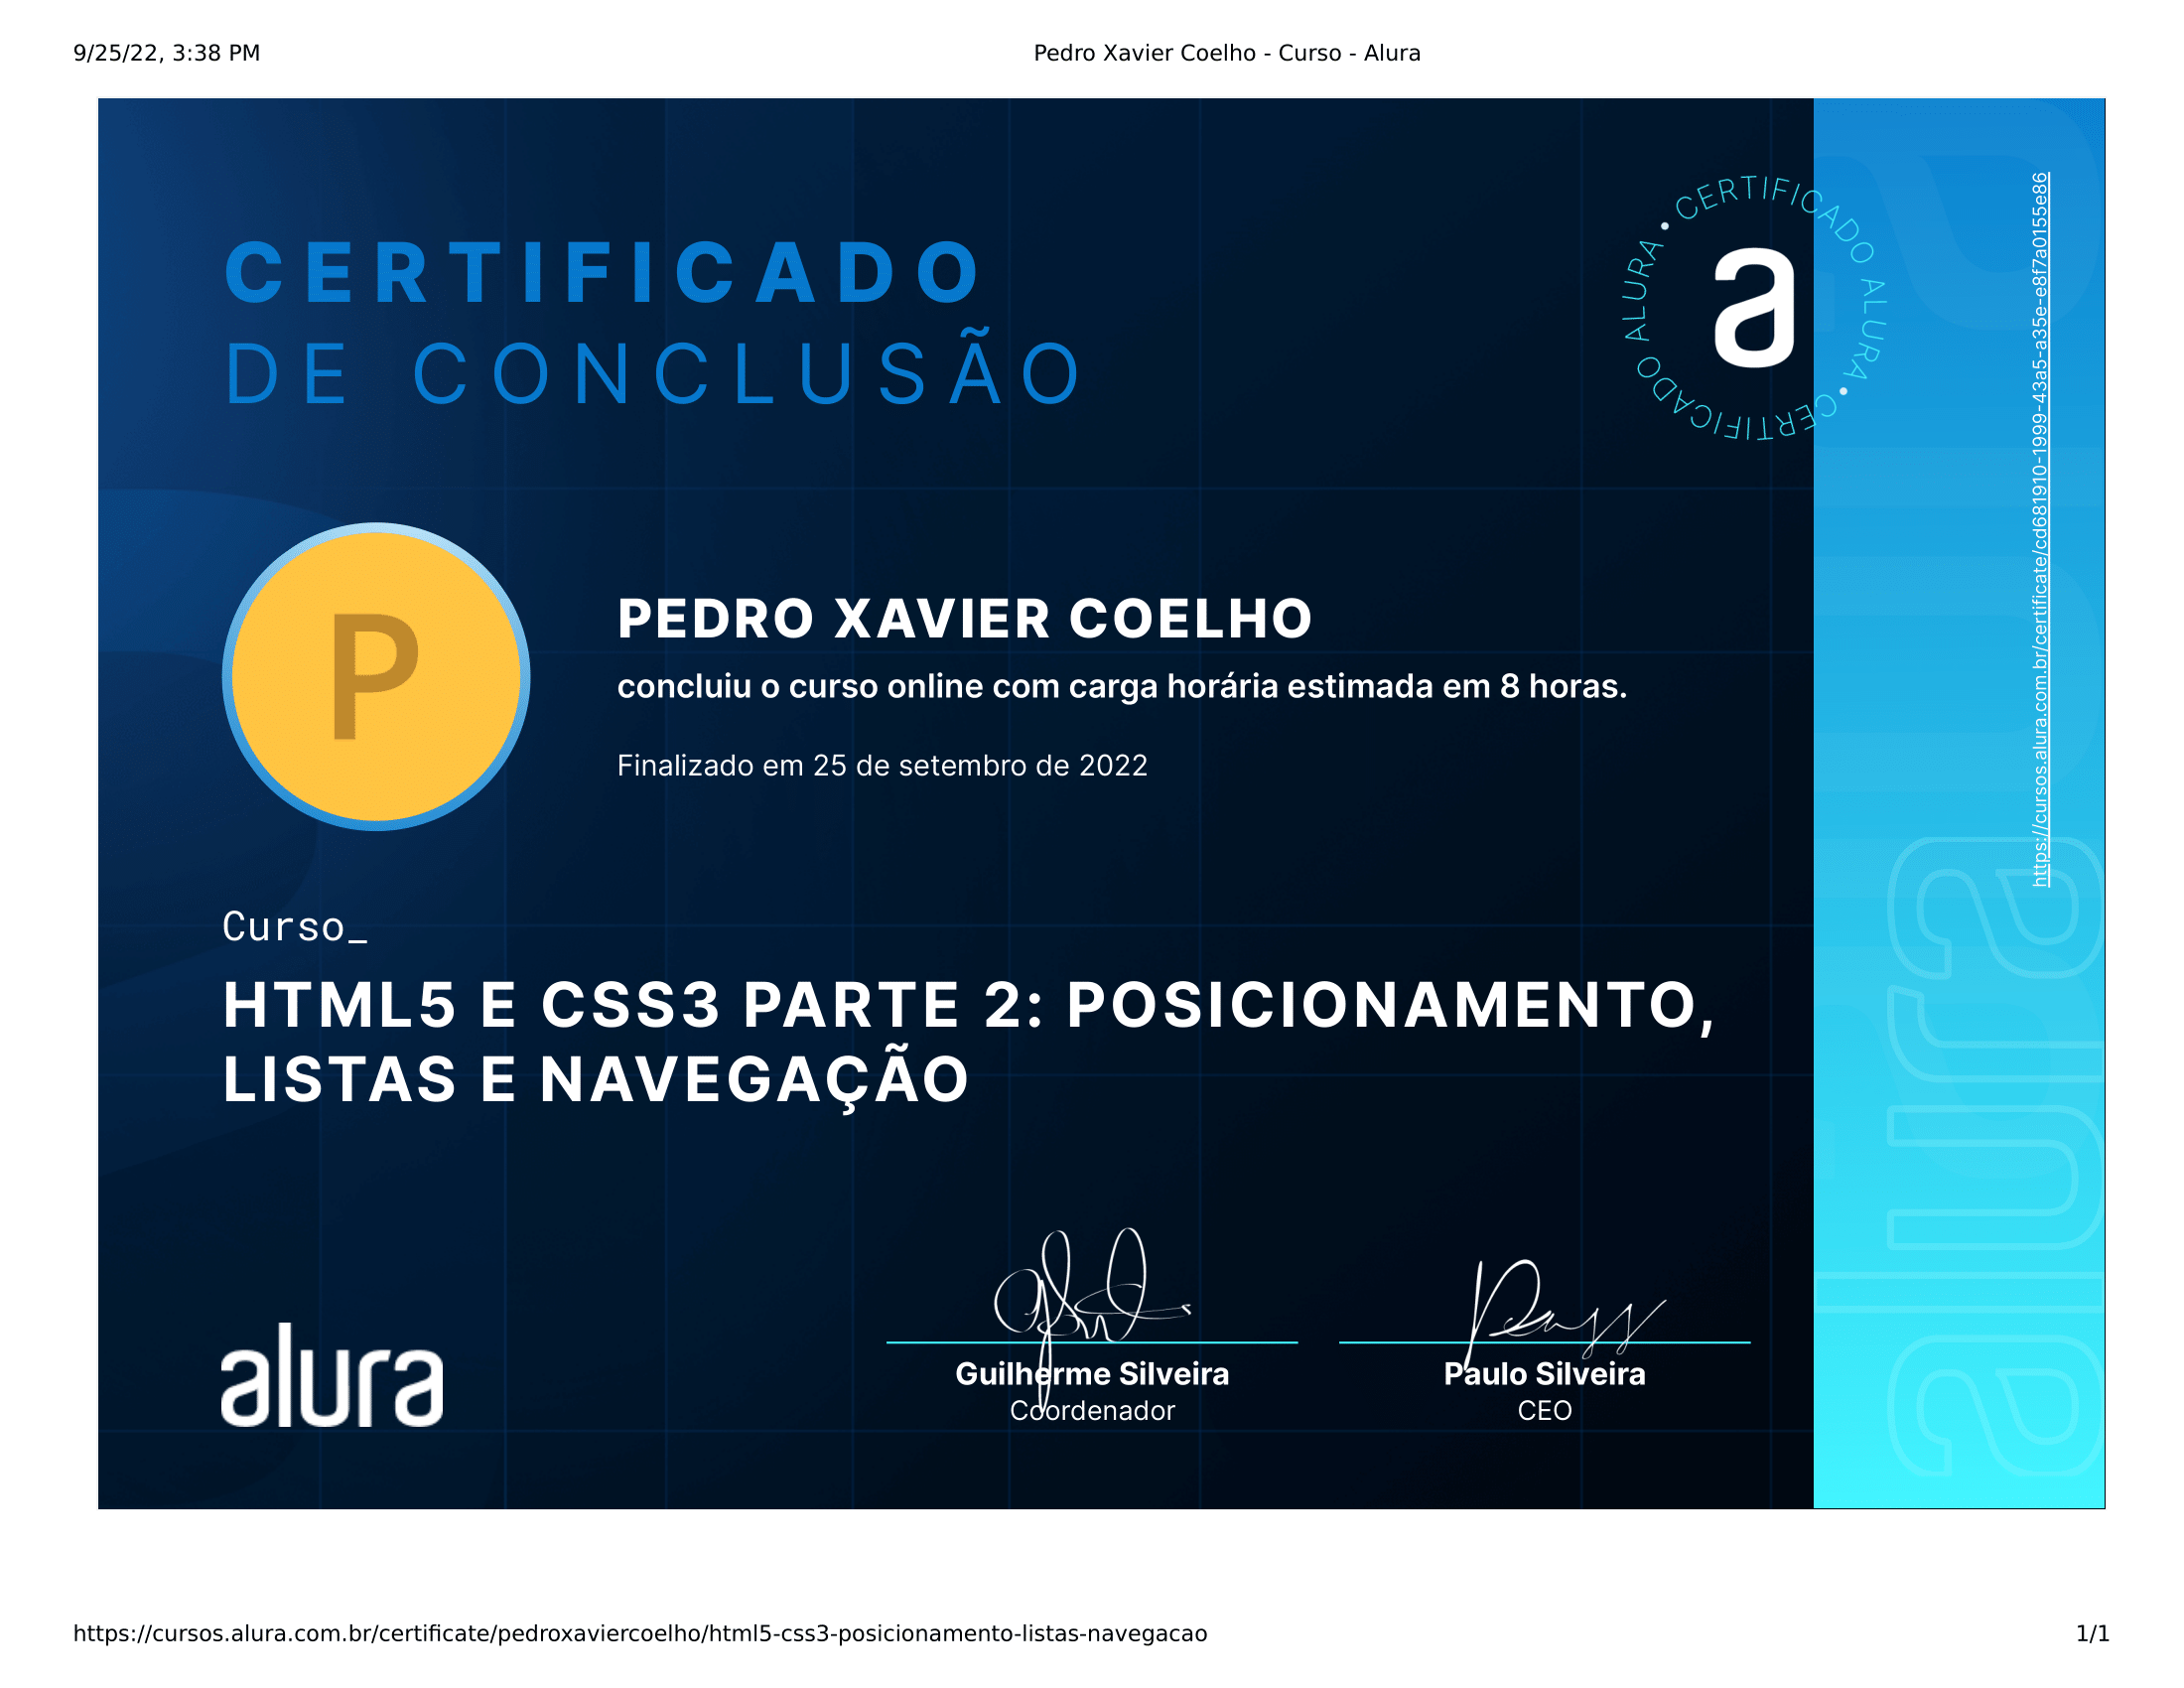 9/25/22, 3:38 PM
Pedro Xavier Coelho - Curso - Alura
CERTIFICADO
DE CONCLUSÃO
• CERTIFICADO ALURA • CERTIFICADO ALURA
a
https://cursos.alura.com.br/certificate/cd681910-1999-43a5-a35e-e8f7a0155e86
P
PEDRO XAVIER COELHO
concluiu o curso online com carga horária estimada em 8 horas.
Finalizado em 25 de setembro de 2022
Curso_
HTML5 E CSS3 PARTE 2: POSICIONAMENTO,
LISTAS E NAVEGAÇÃO
alura
alura
Guilherme Silveira
Coordenador
Paulo Silveira
CEO
https://cursos.alura.com.br/certificate/pedroxaviercoelho/html5-css3-posicionamento-listas-navegacao
1/1